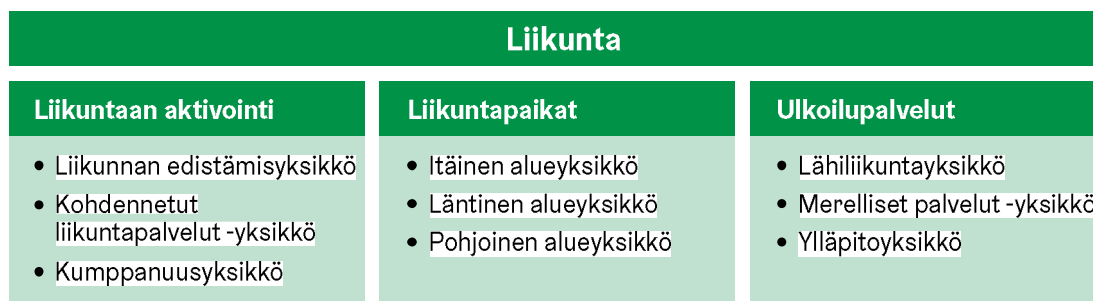 Liikunta
Liikuntaan aktivointi
• Liikunnan edistämisyksikkö
• Kohdennetut
liikuntapalvelut -yksikkö
• Kumppanuusyksikkö
Liikuntapaikat
• Itäinen alueyksikkö
• Läntinen alueyksikkö
• Pohjoinen alueyksikkö
Ulkoilupalvelut
• Lähiliikuntayksikkö
• Merelliset palvelut -yksikkö
• Ylläpitoyksikkö